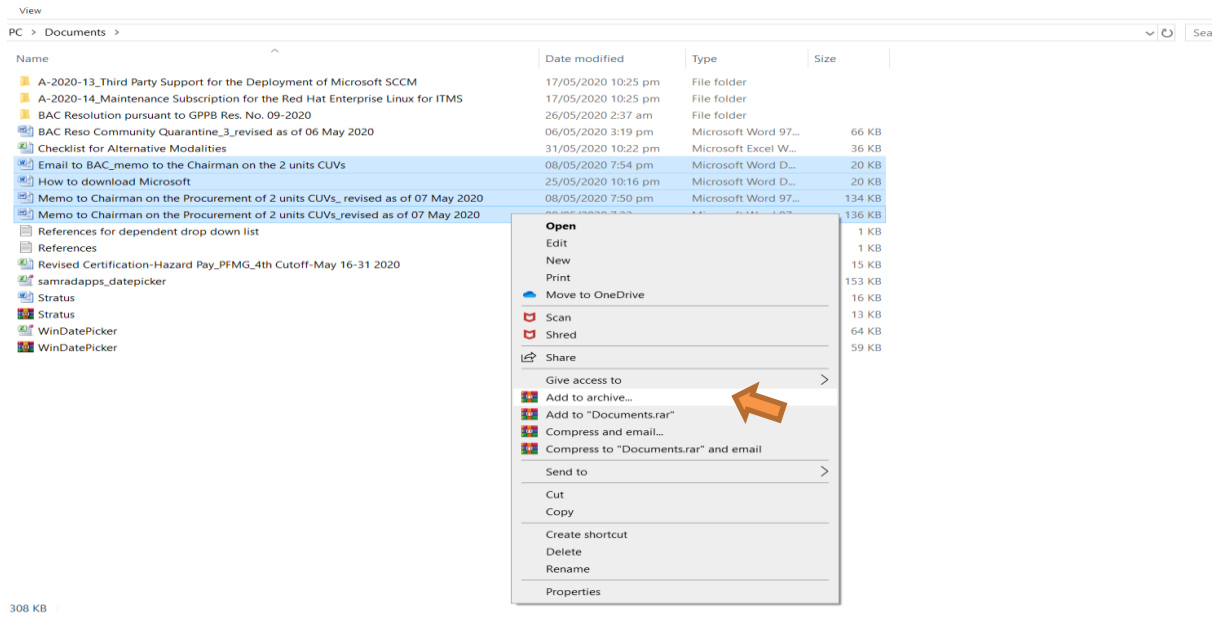 View
PC > Documents >
Sea
Name Date modified Type Size
A-2020-13_Third Party Support for the Deployment of Microsoft SCCM 17/05/2020 10:25 pm File folder
A-2020-14_Maintenance Subscription for the Red Hat Enterprise Linux for ITMS 17/05/2020 10:25 pm File folder
BAC Resolution pursuant to GPPB Res. No. 09-2020 26/05/2020 2:37 am File folder
BAC Reso Community Quarantine_3_revised as of 06 May 2020 06/05/2020 3:19 pm Microsoft Word 97... 66 KB
Checklist for Alternative Modalities 31/05/2020 10:22 pm Microsoft Excel W... 36 KB
Email to BAC_memo to the Chairman on the 2 units CUVs 08/05/2020 7:54 pm Microsoft Word D... 20 KB
How to download Microsoft 25/05/2020 10:16 pm Microsoft Word D... 20 KB
Memo to Chairman on the Procurement of 2 units CUVs_ revised as of 07 May 2020 08/05/2020 7:50 pm Microsoft Word 97... 134 KB
Memo to Chairman on the Procurement of 2 units CUVs_revised as of 07 May 2020 136 KB
References for dependent drop down list 1 KB
References 1 KB
Revised Certification-Hazard Pay_PFMG_4th Cutoff-May 16-31 2020 15 KB
samradapps_datepicker 153 KB
Stratus 16 KB
Stratus 13 KB
WinDatePicker 64 KB
WinDatePicker 59 KB
Open
Edit
New
Print
Move to OneDrive
Scan
Shred
Share
Give access to
Add to archive...
Add to "Documents.rar"
Compress and email...
Compress to "Documents.rar" and email
Send to
Cut
Copy
Create shortcut
Delete
Rename
Properties
308 KB